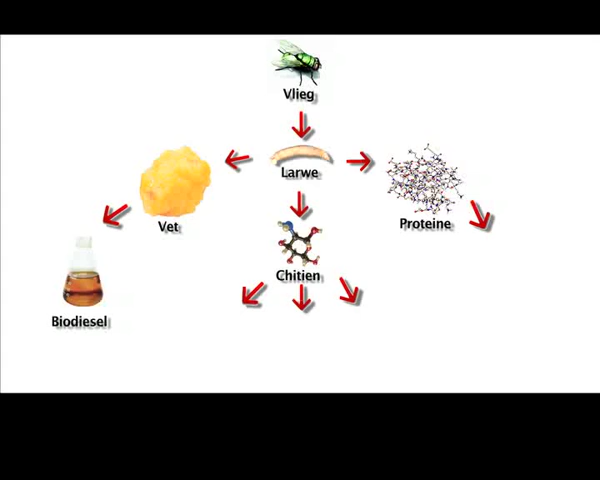 Vlieg
Larwe
Vet
Proteine
Chitien
Biodiesel